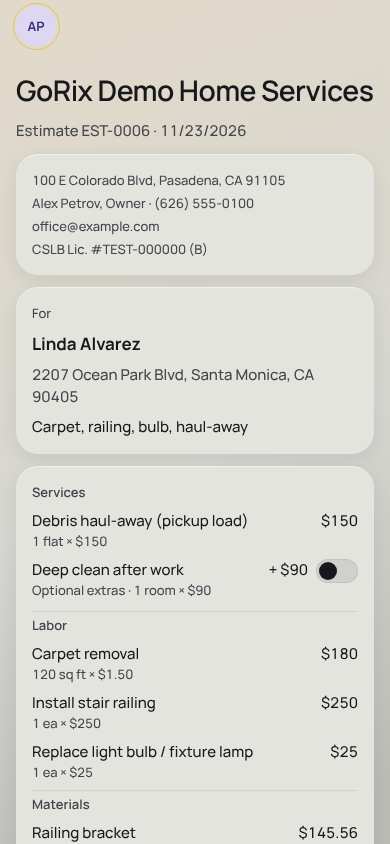 AP
GoRix Demo Home Services
Estimate EST-0006 · 11/23/2026
100 E Colorado Blvd, Pasadena, CA 91105
Alex Petrov, Owner · (626) 555-0100
office@example.com
CSLB Lic. #TEST-000000 (B)
For
Linda Alvarez
2207 Ocean Park Blvd, Santa Monica, CA
90405
Carpet, railing, bulb, haul-away
Services
Debris haul-away (pickup load) $150
1 flat × $150
Deep clean after work + $90
Optional extras · 1 room × $90
Labor
Carpet removal $180
120 sq ft × $1.50
Install stair railing $250
1 ea × $250
Replace light bulb / fixture lamp $25
1 ea × $25
Materials
Railing bracket $145.56